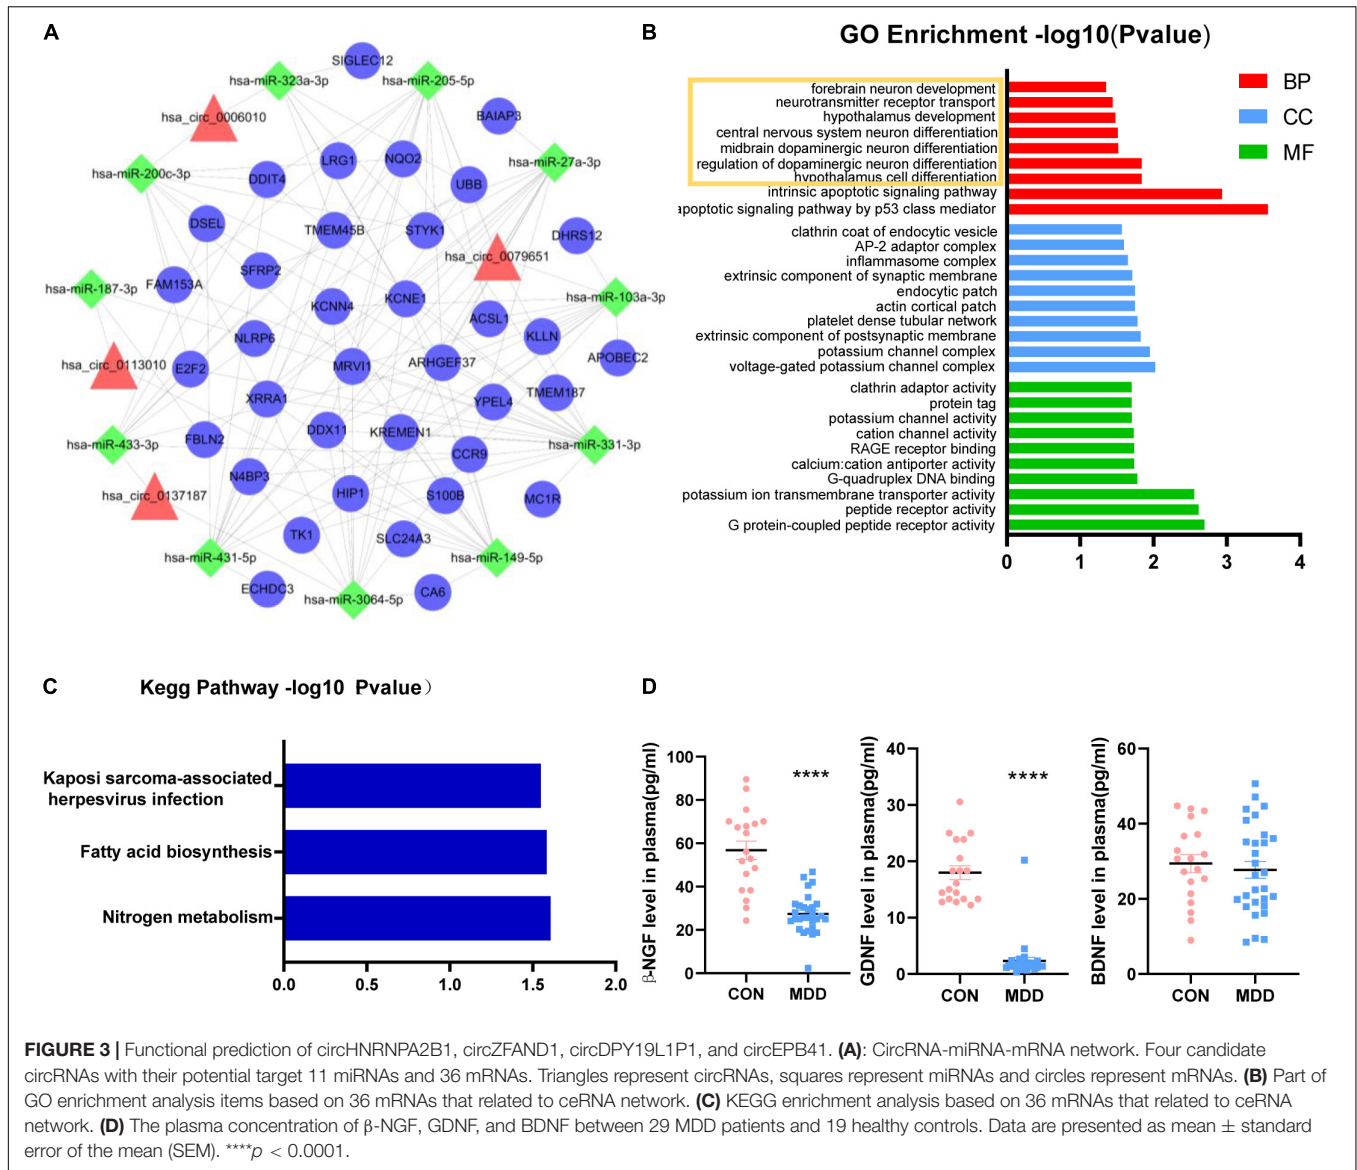 A
SIGLEC12
hsa-miR-323a-3p
hsa-miR-205-5p
hsa_circ_0006010
BAIAP3
LRG1
NQO2
hsa-miR-27a-3p
hsa-miR-200c-3p
DDIT4
UBB
DSEL
TMEM45B
STYK1
DHRS12
hsa_circ_0079651
SFRP2
hsa-miR-187-3p
FAM153A
KCNN4
KCNE1
hsa-miR-103a-3p
ACSL1
NLRP6
KLLN
hsa_circ_0113010
E2F2
MRVI1
ARHGEF37
APOBEC2
XRRA1
YPEL4
TMEM187
hsa-miR-433-3p
FBLN2
DDX11
KREMEN1
hsa-miR-331-3p
CCR9
N4BP3
hsa_circ_0137187
HIP1
S100B
MC1R
TK1
SLC24A3
hsa-miR-431-5p
hsa-miR-149-5p
ECHDC3
hsa-miR-3064-5p
CA6
B
GO Enrichment -log10(Pvalue)
BP
CC
MF
forebrain neuron development
neurotransmitter receptor transport
hypothalamus development
central nervous system neuron differentiation
midbrain dopaminergic neuron differentiation
regulation of dopaminergic neuron differentiation
hypothalamus cell differentiation
intrinsic apoptotic signaling pathway
apoptotic signaling pathway by p53 class mediator
clathrin coat of endocytic vesicle
AP-2 adaptor complex
inflammasome complex
extrinsic component of synaptic membrane
endocytic patch
actin cortical patch
platelet dense tubular network
extrinsic component of postsynaptic membrane
potassium channel complex
voltage-gated potassium channel complex
clathrin adaptor activity
protein tag
potassium channel activity
cation channel activity
RAGE receptor binding
calcium:cation antiporter activity
G-quadruplex DNA binding
potassium ion transmembrane transporter activity
peptide receptor activity
G protein-coupled peptide receptor activity
0 1 2 3 4
C
Kegg Pathway -log10 Pvalue）
Kaposi sarcoma-associated
herpesvirus infection
Fatty acid biosynthesis
Nitrogen metabolism
0.0 0.5 1.0 1.5 2.0
D
β-NGF level in plasma(pg/ml)
100
80
60
40
20
0
****
CON MDD
GDNF level in plasma(pg/ml)
40
30
20
10
0
****
CON MDD
BDNF level in plasma(pg/ml)
60
40
20
0
CON MDD
FIGURE 3 | Functional prediction of circHNRNPA2B1, circZFAND1, circDPY19L1P1, and circEPB41. (A): CircRNA-miRNA-mRNA network. Four candidate
circRNAs with their potential target 11 miRNAs and 36 mRNAs. Triangles represent circRNAs, squares represent miRNAs and circles represent mRNAs. (B) Part of
GO enrichment analysis items based on 36 mRNAs that related to ceRNA network. (C) KEGG enrichment analysis based on 36 mRNAs that related to ceRNA
network. (D) The plasma concentration of β-NGF, GDNF, and BDNF between 29 MDD patients and 19 healthy controls. Data are presented as mean ± standard
error of the mean (SEM). ****p < 0.0001.